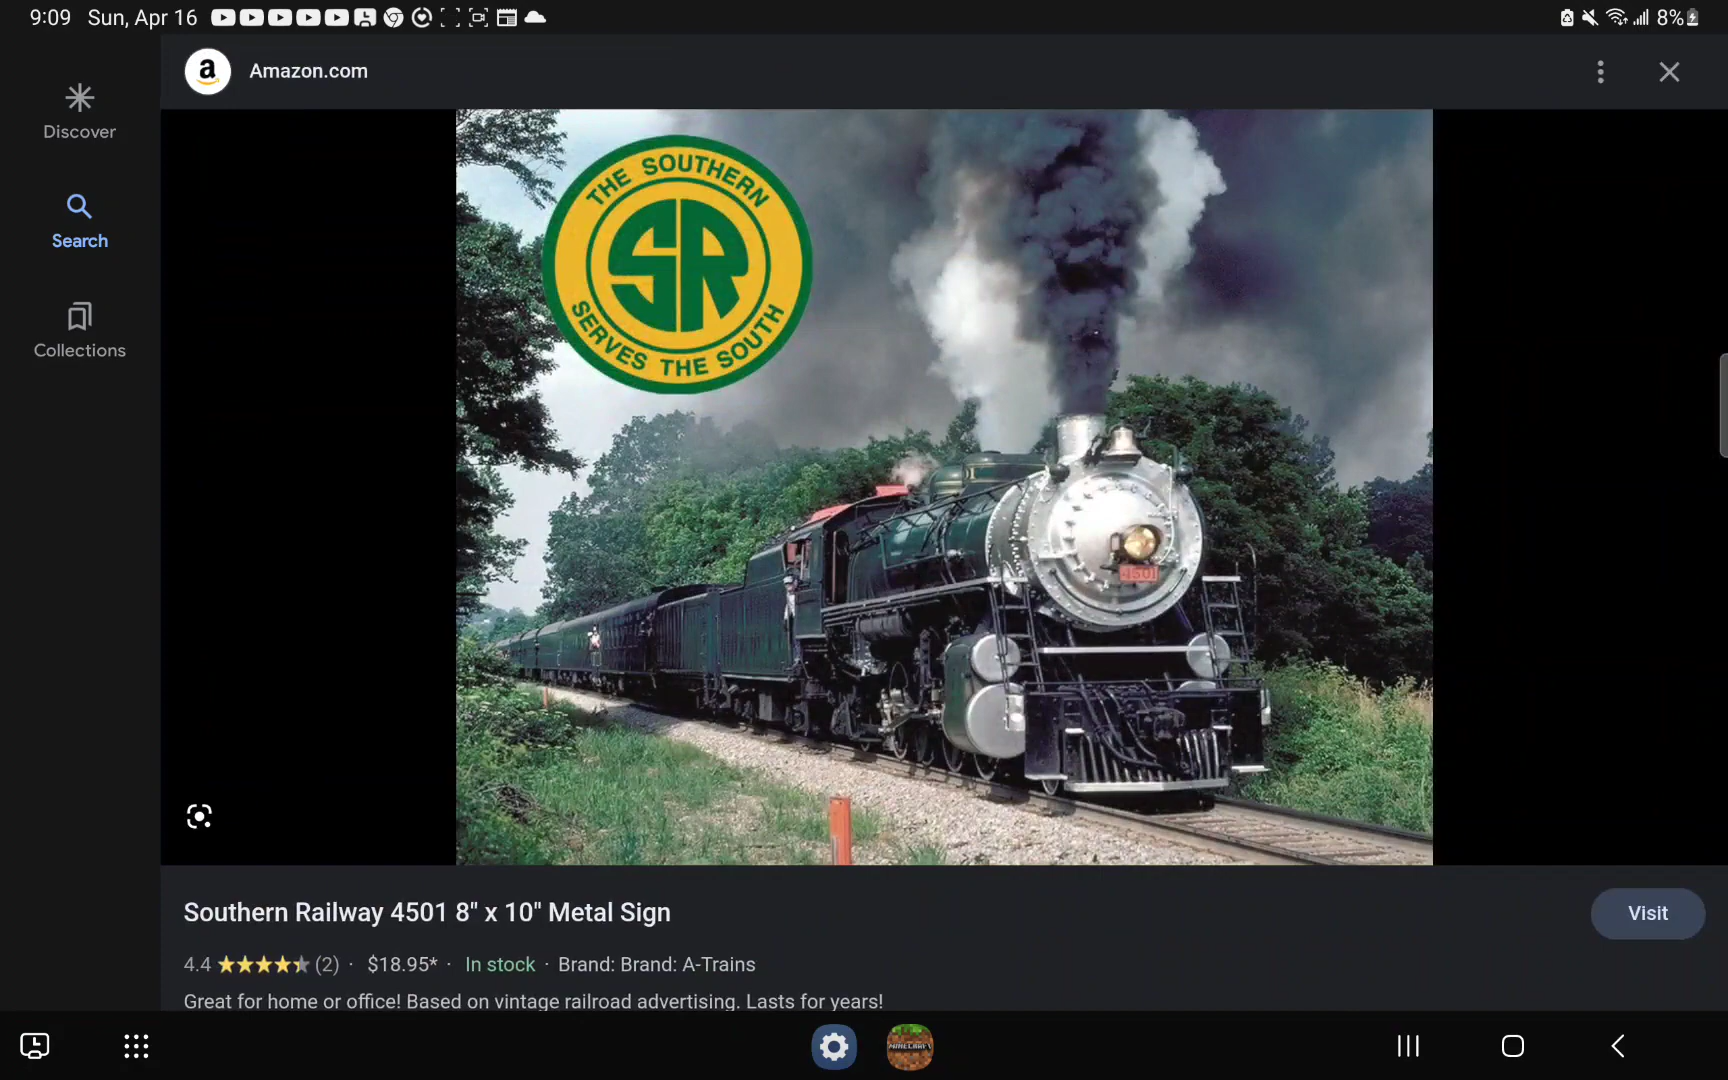 9:09 Sun, Apr 16
8%
Amazon.com
Discover
Search
Collections
THE SOUTHERN
SR
SERVES THE SOUTH
4501
Southern Railway 4501 8" x 10" Metal Sign
Visit
4.4 (2) · $18.95* · In stock · Brand: Brand: A-Trains
Great for home or office! Based on vintage railroad advertising. Lasts for years!
MINECRAFT